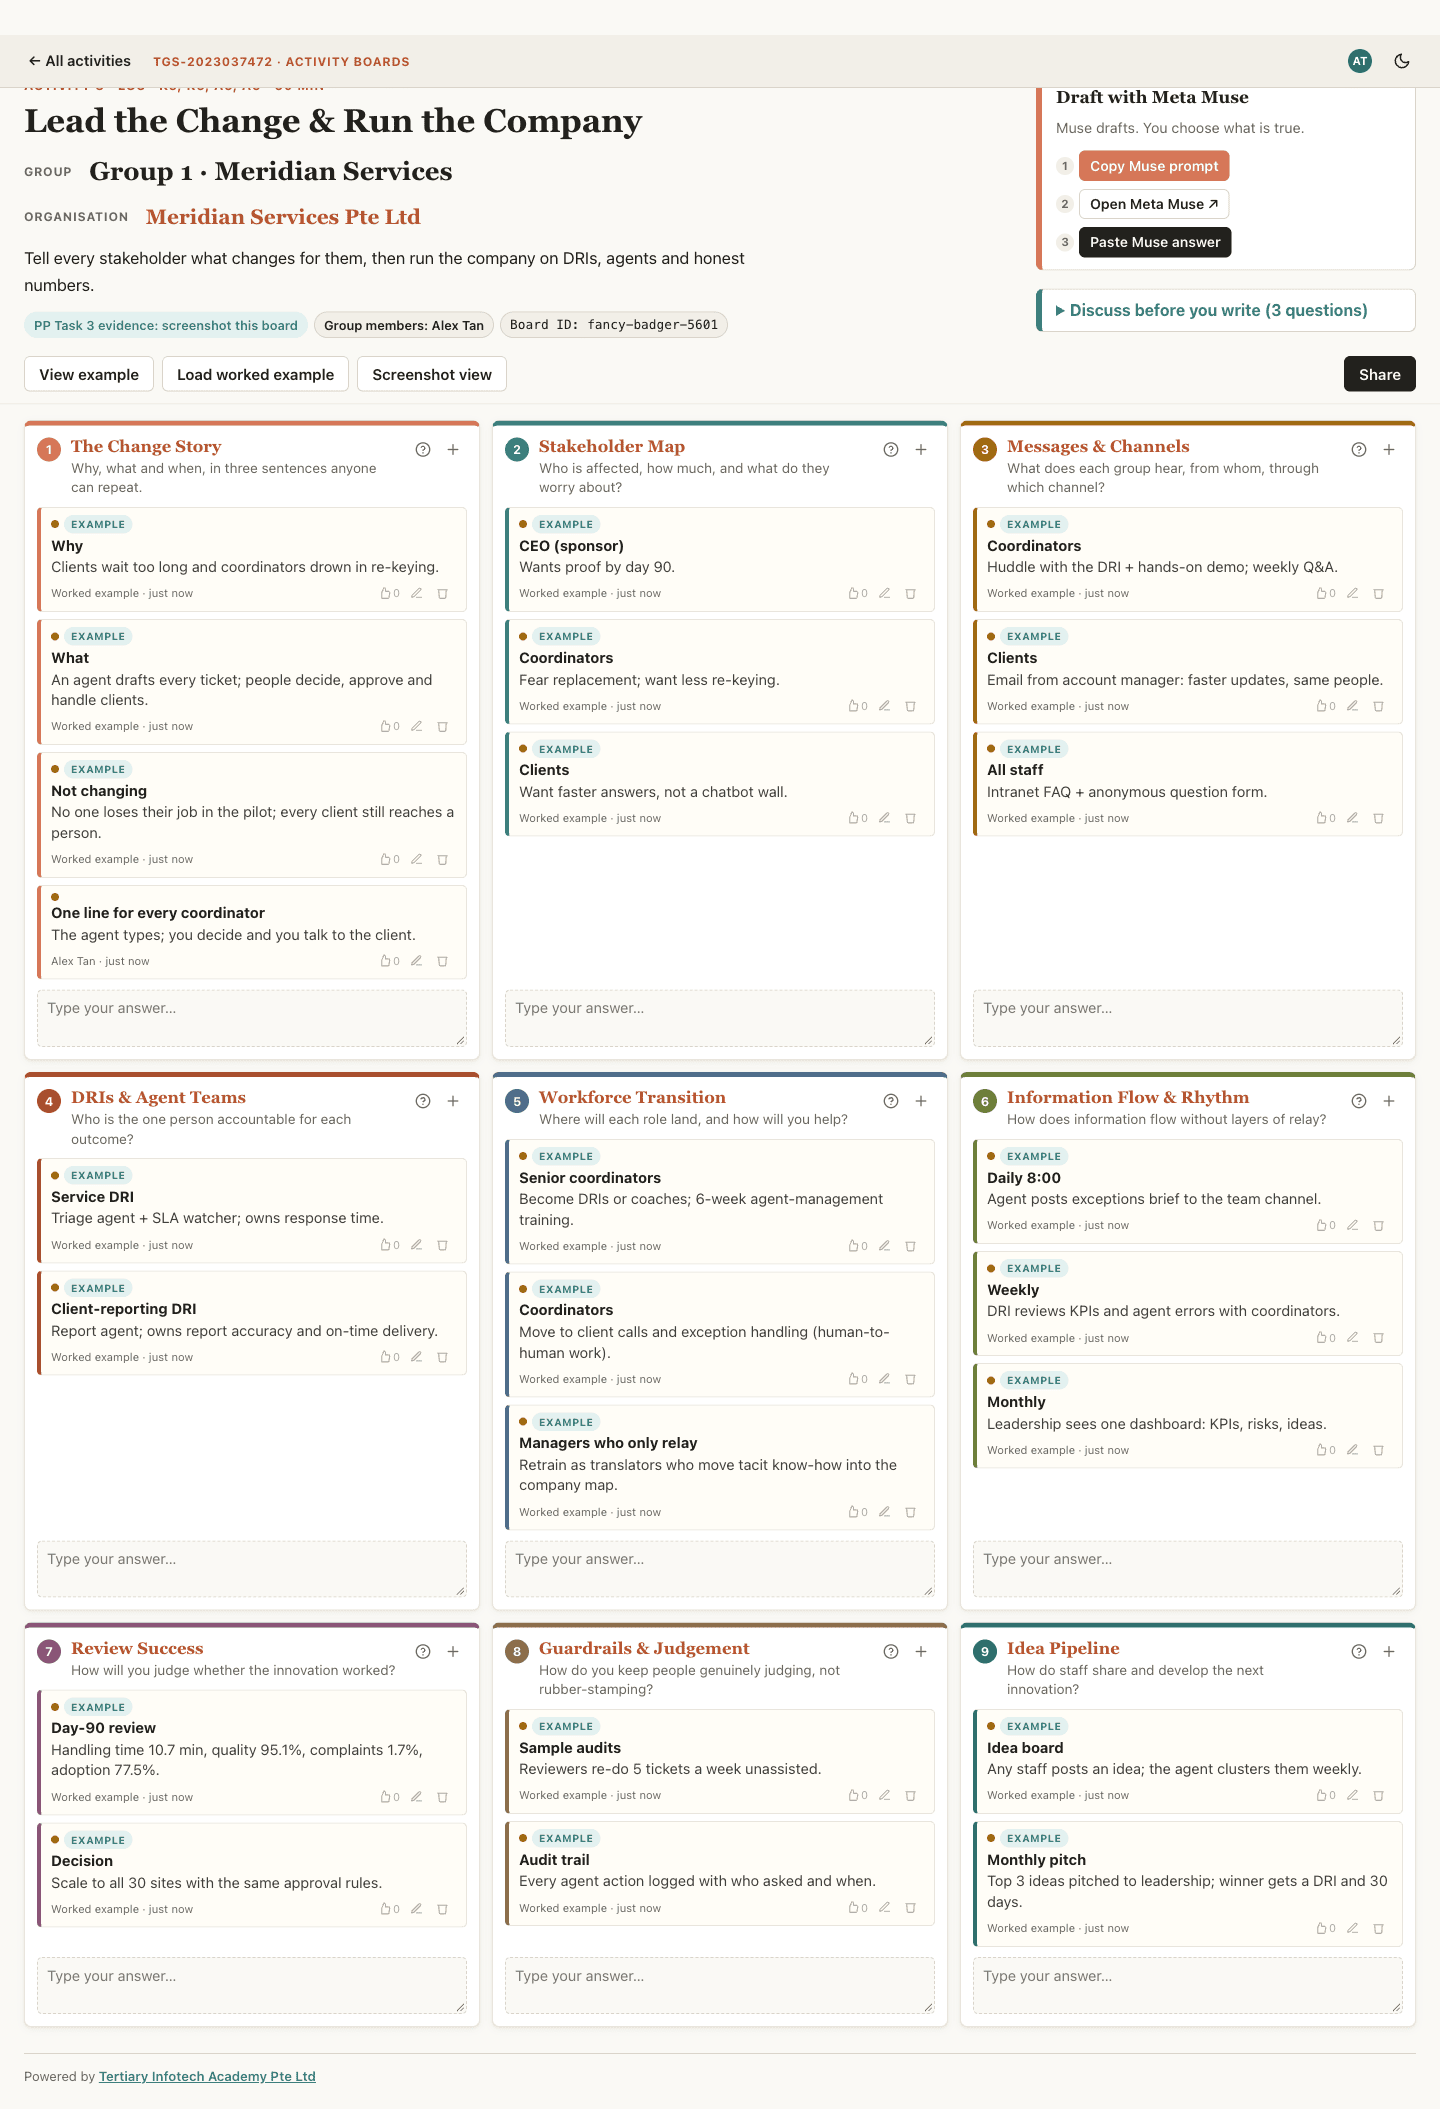 ← All activities
TGS-2023037472 · ACTIVITY BOARDS
AT
Lead the Change & Run the Company
GROUP Group 1 · Meridian Services
ORGANISATION Meridian Services Pte Ltd
Tell every stakeholder what changes for them, then run the company on DRIs, agents and honest
numbers.
PP Task 3 evidence: screenshot this board
Group members: Alex Tan
Board ID: fancy-badger-5601
Draft with Meta Muse
Muse drafts. You choose what is true.
1 Copy Muse prompt
2 Open Meta Muse ↗
3 Paste Muse answer
▶ Discuss before you write (3 questions)
View example
Load worked example
Screenshot view
Share
1 The Change Story
Why, what and when, in three sentences anyone
can repeat.
EXAMPLE
Why
Clients wait too long and coordinators drown in re-keying.
Worked example · just now
0
EXAMPLE
What
An agent drafts every ticket; people decide, approve and
handle clients.
Worked example · just now
0
EXAMPLE
Not changing
No one loses their job in the pilot; every client still reaches a
person.
Worked example · just now
0
One line for every coordinator
The agent types; you decide and you talk to the client.
Alex Tan · just now
0
Type your answer...
2 Stakeholder Map
Who is affected, how much, and what do they
worry about?
EXAMPLE
CEO (sponsor)
Wants proof by day 90.
Worked example · just now
0
EXAMPLE
Coordinators
Fear replacement; want less re-keying.
Worked example · just now
0
EXAMPLE
Clients
Want faster answers, not a chatbot wall.
Worked example · just now
0
Type your answer...
3 Messages & Channels
What does each group hear, from whom, through
which channel?
EXAMPLE
Coordinators
Huddle with the DRI + hands-on demo; weekly Q&A.
Worked example · just now
0
EXAMPLE
Clients
Email from account manager: faster updates, same people.
Worked example · just now
0
EXAMPLE
All staff
Intranet FAQ + anonymous question form.
Worked example · just now
0
Type your answer...
4 DRIs & Agent Teams
Who is the one person accountable for each
outcome?
EXAMPLE
Service DRI
Triage agent + SLA watcher; owns response time.
Worked example · just now
0
EXAMPLE
Client-reporting DRI
Report agent; owns report accuracy and on-time delivery.
Worked example · just now
0
Type your answer...
5 Workforce Transition
Where will each role land, and how will you help?
EXAMPLE
Senior coordinators
Become DRIs or coaches; 6-week agent-management
training.
Worked example · just now
0
EXAMPLE
Coordinators
Move to client calls and exception handling (human-to-
human work).
Worked example · just now
0
EXAMPLE
Managers who only relay
Retrain as translators who move tacit know-how into the
company map.
Worked example · just now
0
Type your answer...
6 Information Flow & Rhythm
How does information flow without layers of relay?
EXAMPLE
Daily 8:00
Agent posts exceptions brief to the team channel.
Worked example · just now
0
EXAMPLE
Weekly
DRI reviews KPIs and agent errors with coordinators.
Worked example · just now
0
EXAMPLE
Monthly
Leadership sees one dashboard: KPIs, risks, ideas.
Worked example · just now
0
Type your answer...
7 Review Success
How will you judge whether the innovation worked?
EXAMPLE
Day-90 review
Handling time 10.7 min, quality 95.1%, complaints 1.7%,
adoption 77.5%.
Worked example · just now
0
EXAMPLE
Decision
Scale to all 30 sites with the same approval rules.
Worked example · just now
0
Type your answer...
8 Guardrails & Judgement
How do you keep people genuinely judging, not
rubber-stamping?
EXAMPLE
Sample audits
Reviewers re-do 5 tickets a week unassisted.
Worked example · just now
0
EXAMPLE
Audit trail
Every agent action logged with who asked and when.
Worked example · just now
0
Type your answer...
9 Idea Pipeline
How do staff share and develop the next
innovation?
EXAMPLE
Idea board
Any staff posts an idea; the agent clusters them weekly.
Worked example · just now
0
EXAMPLE
Monthly pitch
Top 3 ideas pitched to leadership; winner gets a DRI and 30
days.
Worked example · just now
0
Type your answer...
Powered by Tertiary Infotech Academy Pte Ltd